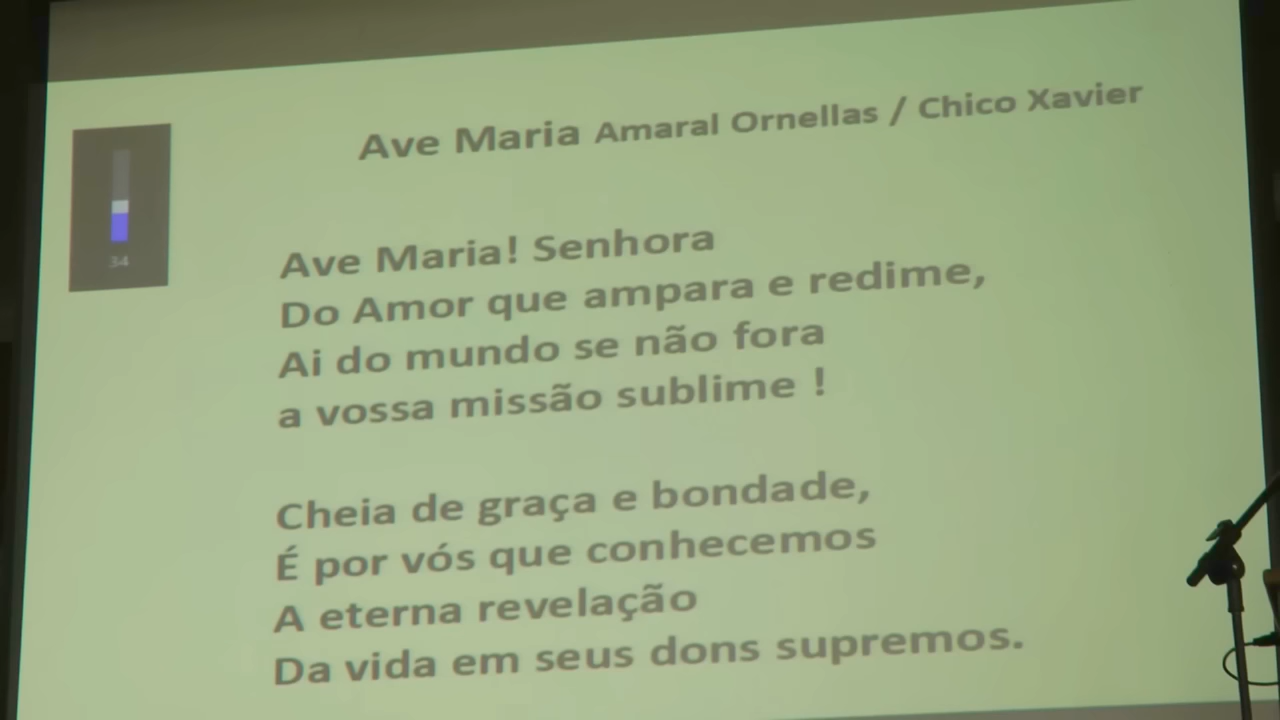 Ave Maria Amaral Ornellas / Chico Xavier
34
Ave Maria! Senhora
Do Amor que ampara e redime,
Ai do mundo se não fora
a vossa missão sublime !
Cheia de graça e bondade,
É por vós que conhecemos
A eterna revelação
Da vida em seus dons supremos.